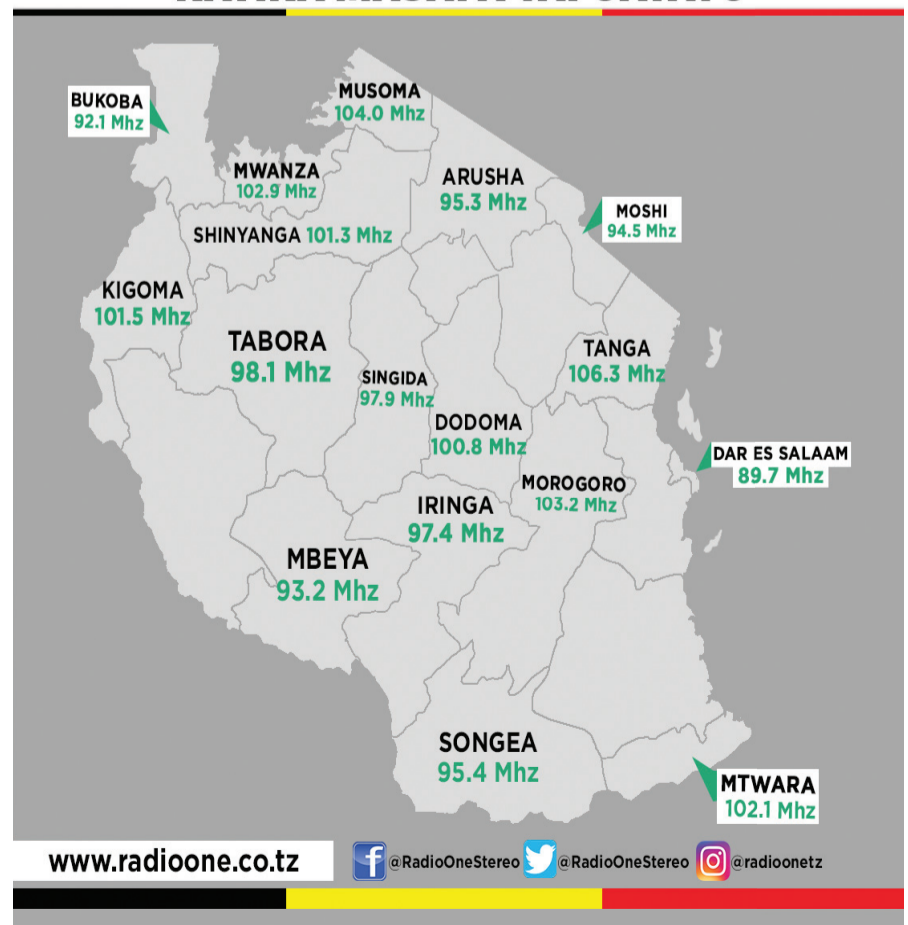 BUKOBA
92.1 Mhz
MUSOMA
104.0 Mhz
MWANZA
102.9 Mhz
ARUSHA
95.3 Mhz
MOSHI
94.5 Mhz
SHINYANGA 101.3 Mhz
KIGOMA
101.5 Mhz
TABORA
98.1 Mhz
SINGIDA
97.9 Mhz
TANGA
106.3 Mhz
DODOMA
100.8 Mhz
DAR ES SALAAM
89.7 Mhz
MOROGORO
103.2 Mhz
IRINGA
97.4 Mhz
MBEYA
93.2 Mhz
SONGEA
95.4 Mhz
MTWARA
102.1 Mhz
www.radioone.co.tz
@RadioOneStereo
@RadioOneStereo
@radioonetz